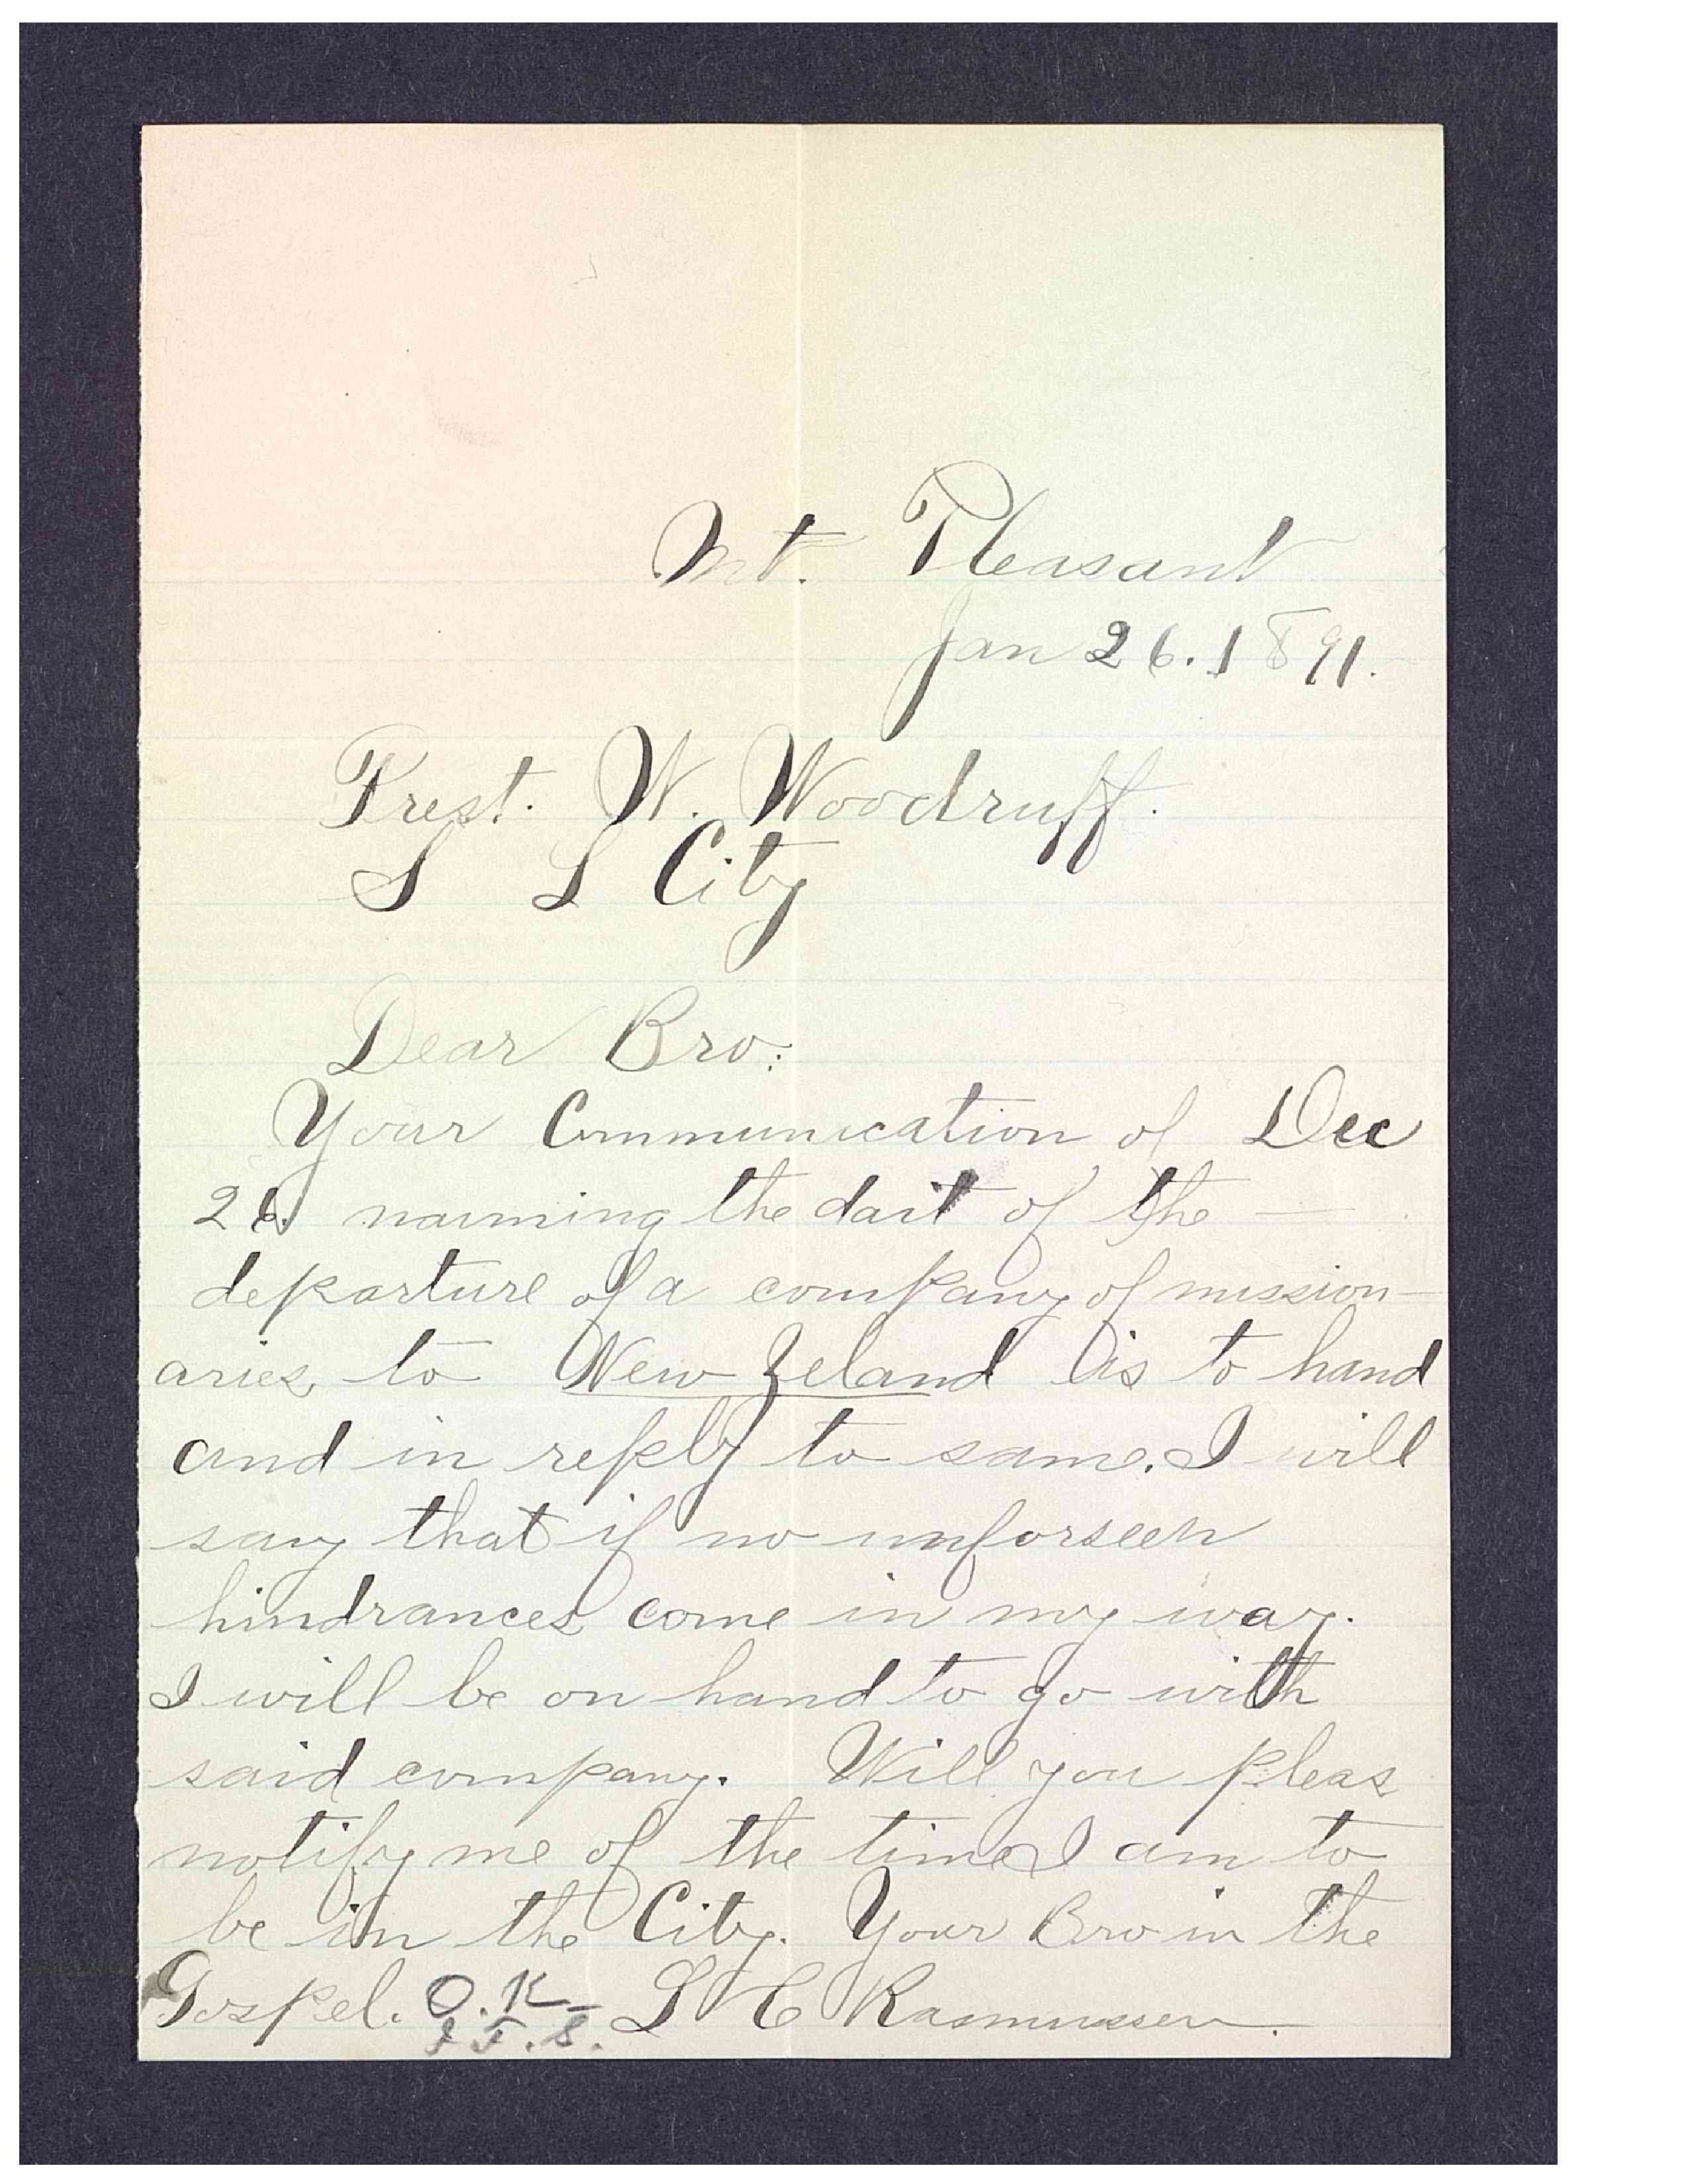 Mt. Pleasant
Jan 26. 1891.
Prest. W. Woodruff.
S L City
Dear Bro:
Your Communication of Dec
26. naiming the dait of the —
departure of a company of mission-
aries to New Zeland is to hand
and in reply to same. I will
say that if no unforseen
hindrances come in my way.
I will be on hand to go with
said company. Will you pleas
notify me of the time I am to
be in the City. Your Bro in the
Gospel. O.K– L H Rasmussen.
J F. S.